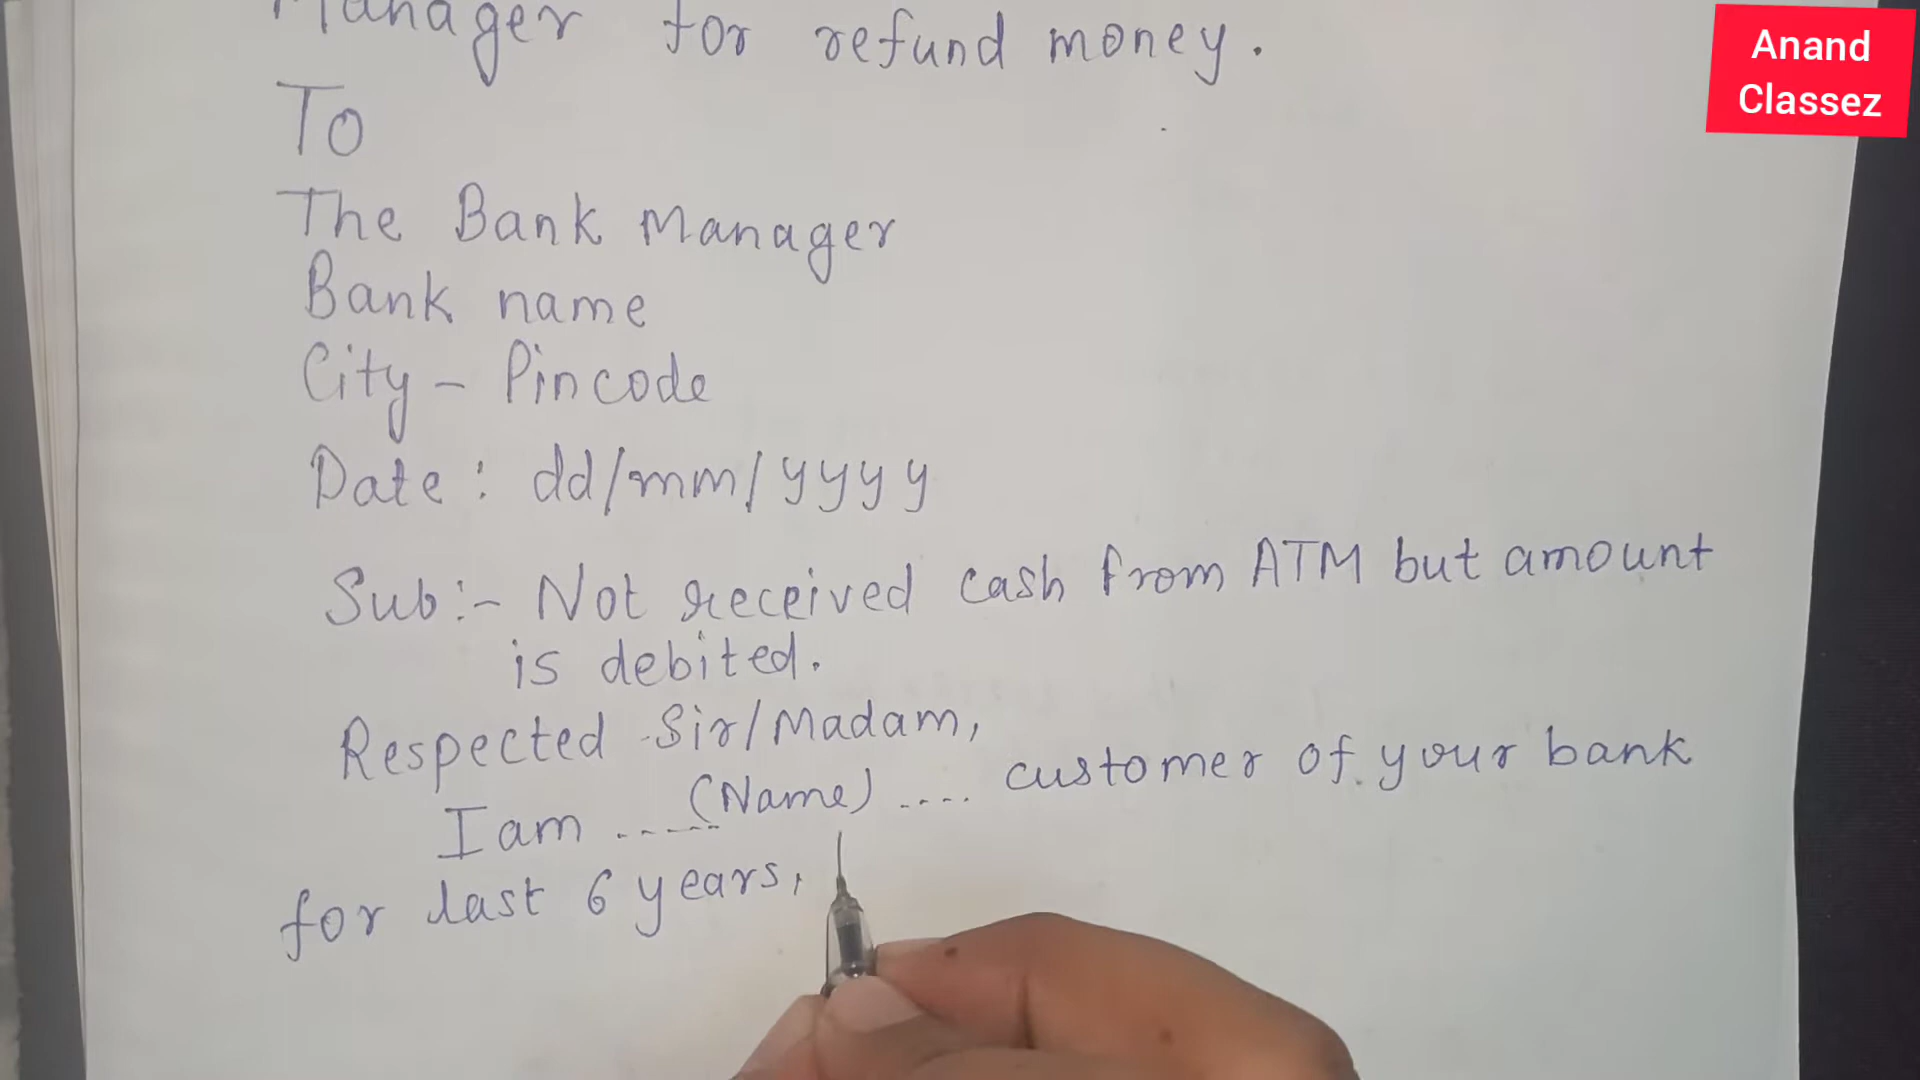 Manager for refund money.
Anand
Classez
To
The Bank Manager
Bank name
City - Pincode
Date : dd/mm/yyyy
Sub:- Not received cash from ATM but amount
is debited.
Respected Sir/Madam,
I am ...... (Name) .... customer of your bank
for last 6 years,